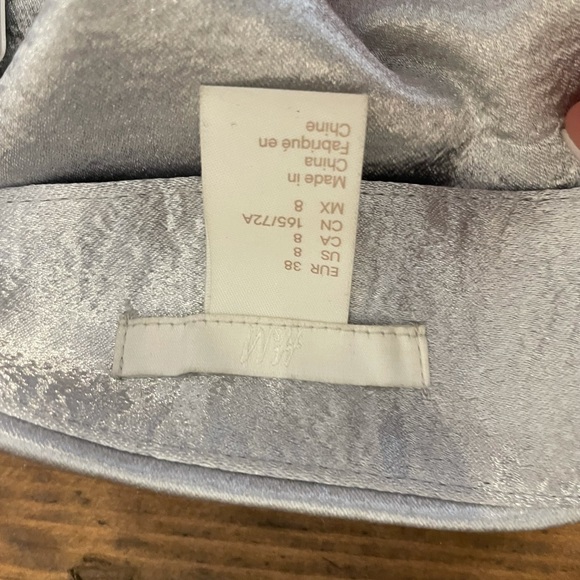 H&M
EUR 38
US 8
CA 8
CN 165/72A
MX 8
Made in
China
Fabriqué en
Chine